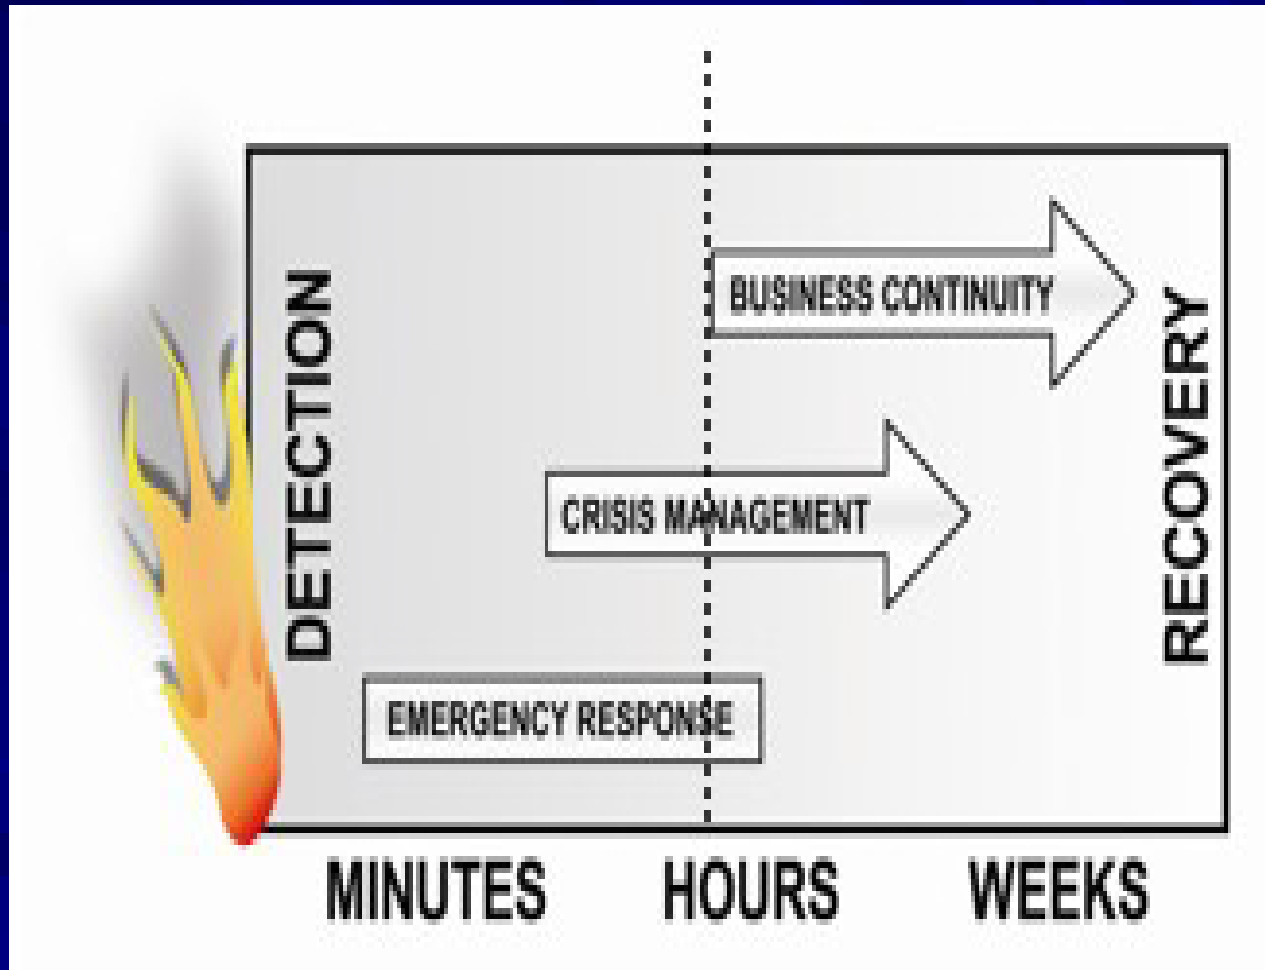 DETECTION
BUSINESS CONTINUITY
CRISIS MANAGEMENT
EMERGENCY RESPONSE
RECOVERY
MINUTES
HOURS
WEEKS